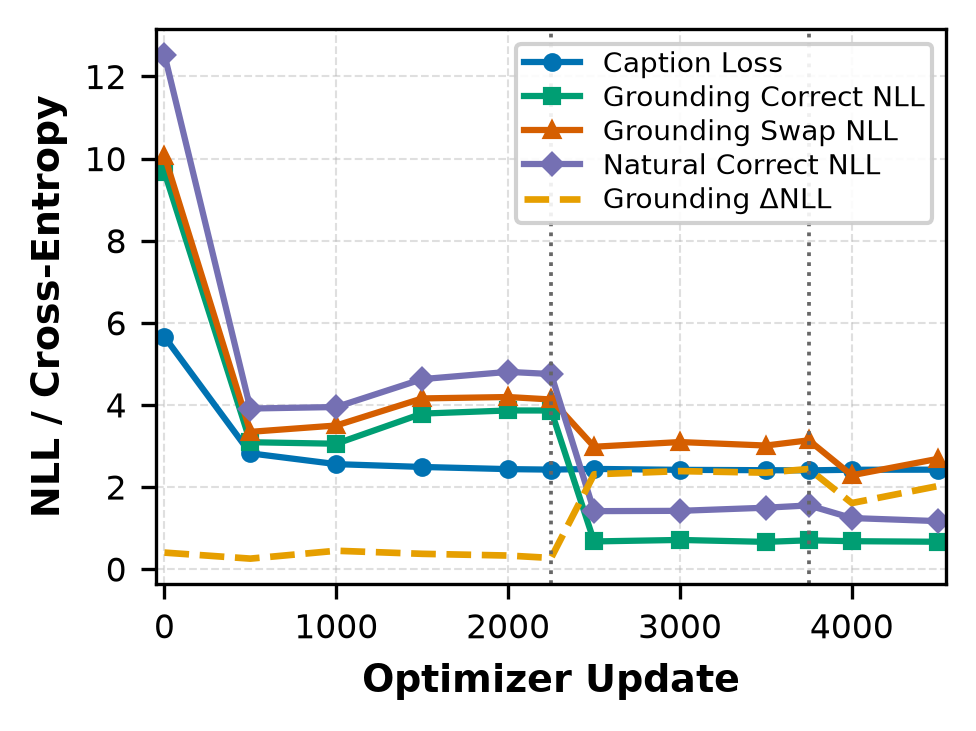 NLL / Cross-Entropy
12
10
8
6
4
2
0
Caption Loss
Grounding Correct NLL
Grounding Swap NLL
Natural Correct NLL
Grounding ΔNLL
0 1000 2000 3000 4000
Optimizer Update